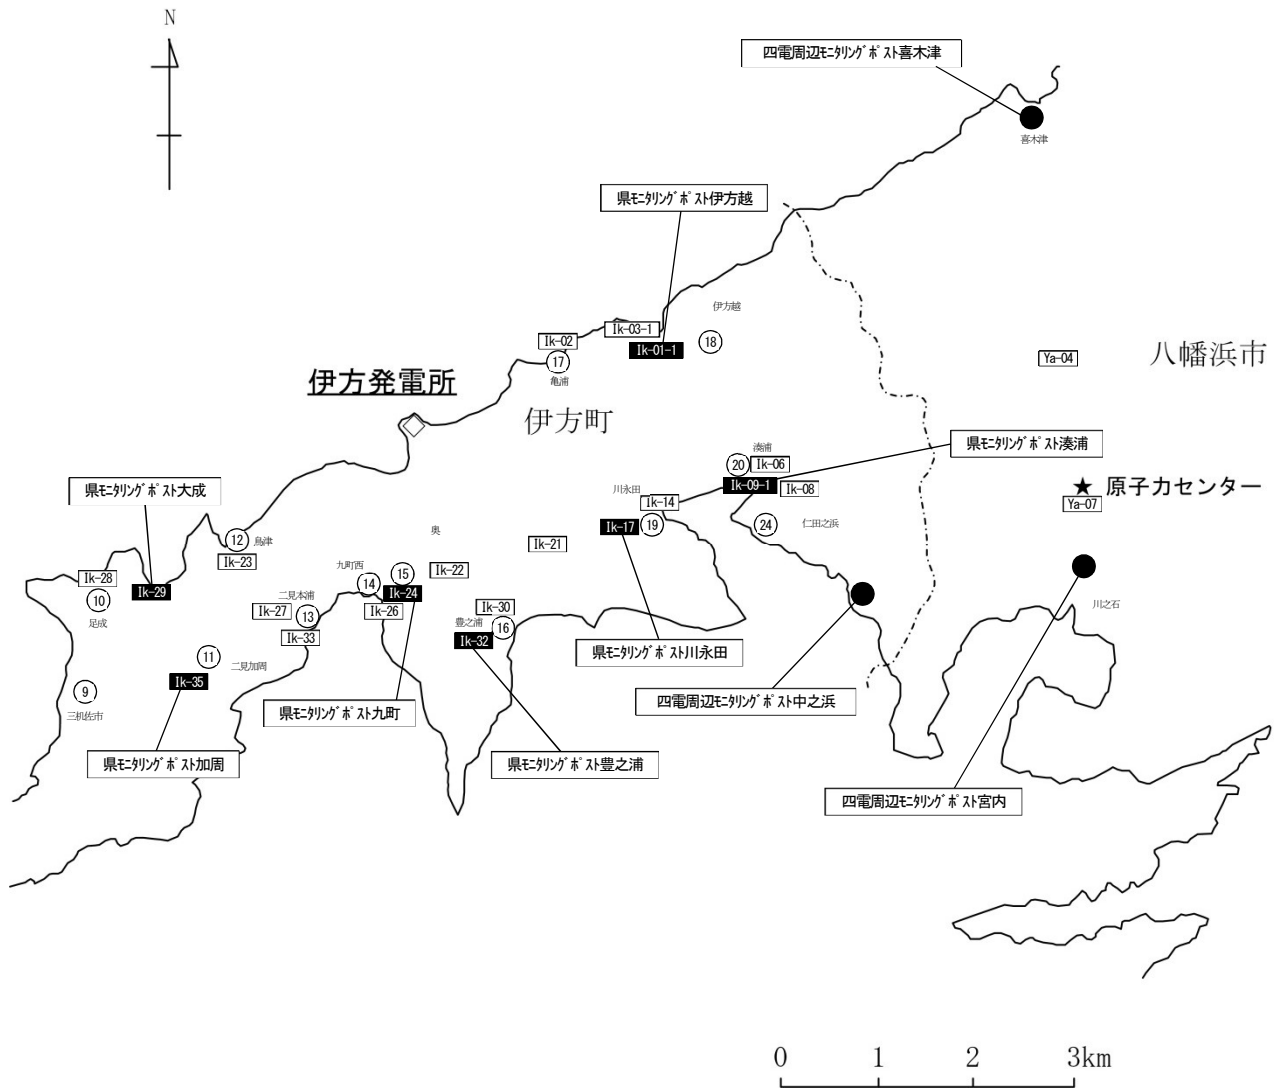 N
四電周辺ﾓﾆﾀﾘﾝｸﾞﾎﾟｽﾄ喜木津
喜木津
県ﾓﾆﾀﾘﾝｸﾞﾎﾟｽﾄ伊方越
伊方越
Ik-03-1
Ik-02
Ik-01-1
18
17
亀浦
Ya-04
八幡浜市
伊方発電所
伊方町
県ﾓﾆﾀﾘﾝｸﾞﾎﾟｽﾄ湊浦
湊浦
20
Ik-06
県ﾓﾆﾀﾘﾝｸﾞﾎﾟｽﾄ大成
川永田
Ik-09-1
Ik-08
★ 原子力センター
Ik-14
Ya-07
Ik-17
19
24
仁田之浜
奥
12
鳥津
Ik-21
Ik-23
九町西
Ik-22
Ik-28
14
15
Ik-29
Ik-24
10
二見本浦
川之石
Ik-27
13
Ik-26
Ik-30
足成
豊之浦
16
Ik-33
Ik-32
11
二見加周
県ﾓﾆﾀﾘﾝｸﾞﾎﾟｽﾄ川永田
Ik-35
9
四電周辺ﾓﾆﾀﾘﾝｸﾞﾎﾟｽﾄ中之浜
三机佐市
県ﾓﾆﾀﾘﾝｸﾞﾎﾟｽﾄ九町
県ﾓﾆﾀﾘﾝｸﾞﾎﾟｽﾄ加周
県ﾓﾆﾀﾘﾝｸﾞﾎﾟｽﾄ豊之浦
四電周辺ﾓﾆﾀﾘﾝｸﾞﾎﾟｽﾄ宮内
0 1 2 3km